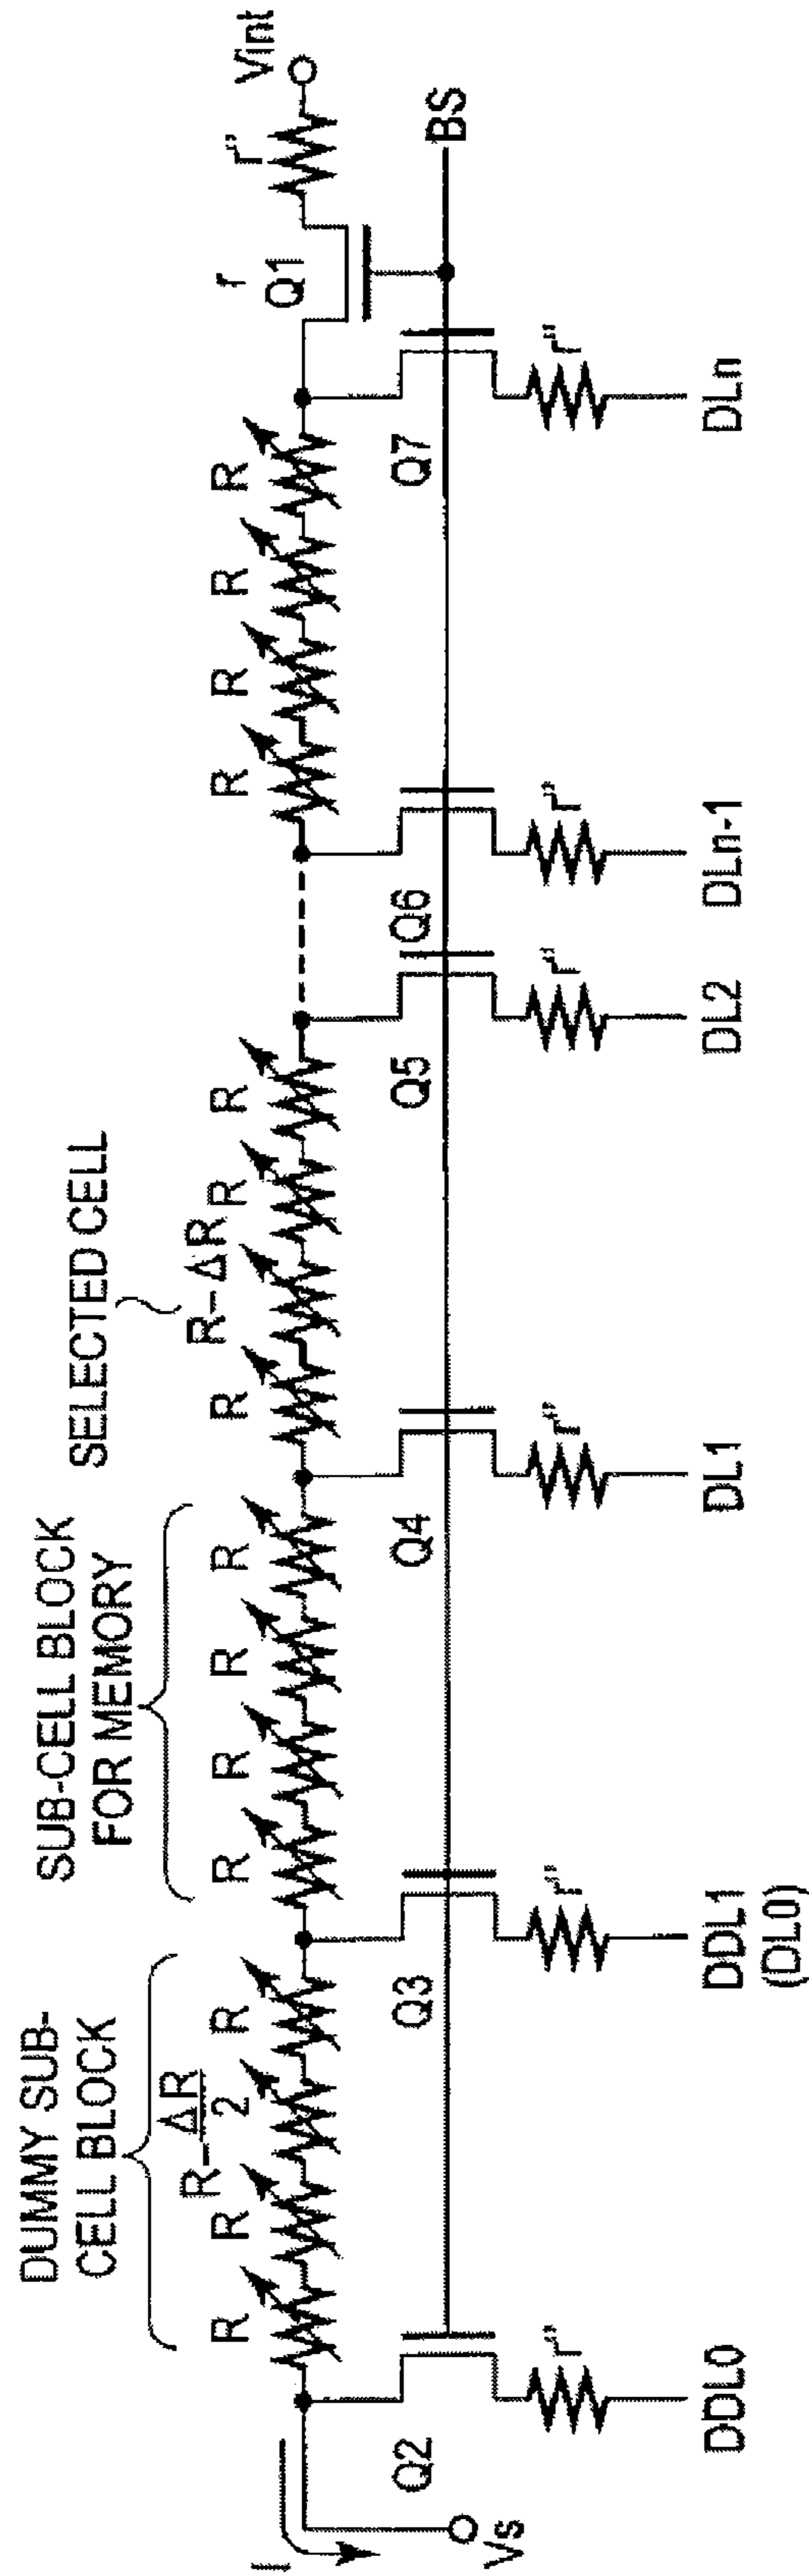 DUMMY SUB-
CELL BLOCK
SUB-CELL BLOCK
FOR MEMORY
SELECTED CELL
R R R-ΔR/2 R R R R R R R-ΔR R R R R R R
r
Q1
r"
Vint
I
Vs
Q2 Q3 Q4 Q5 Q6 Q7
BS
r" r" r" r" r" r"
DDL0 DDL1 DL1 DL2 DLn-1 DLn
(DL0)